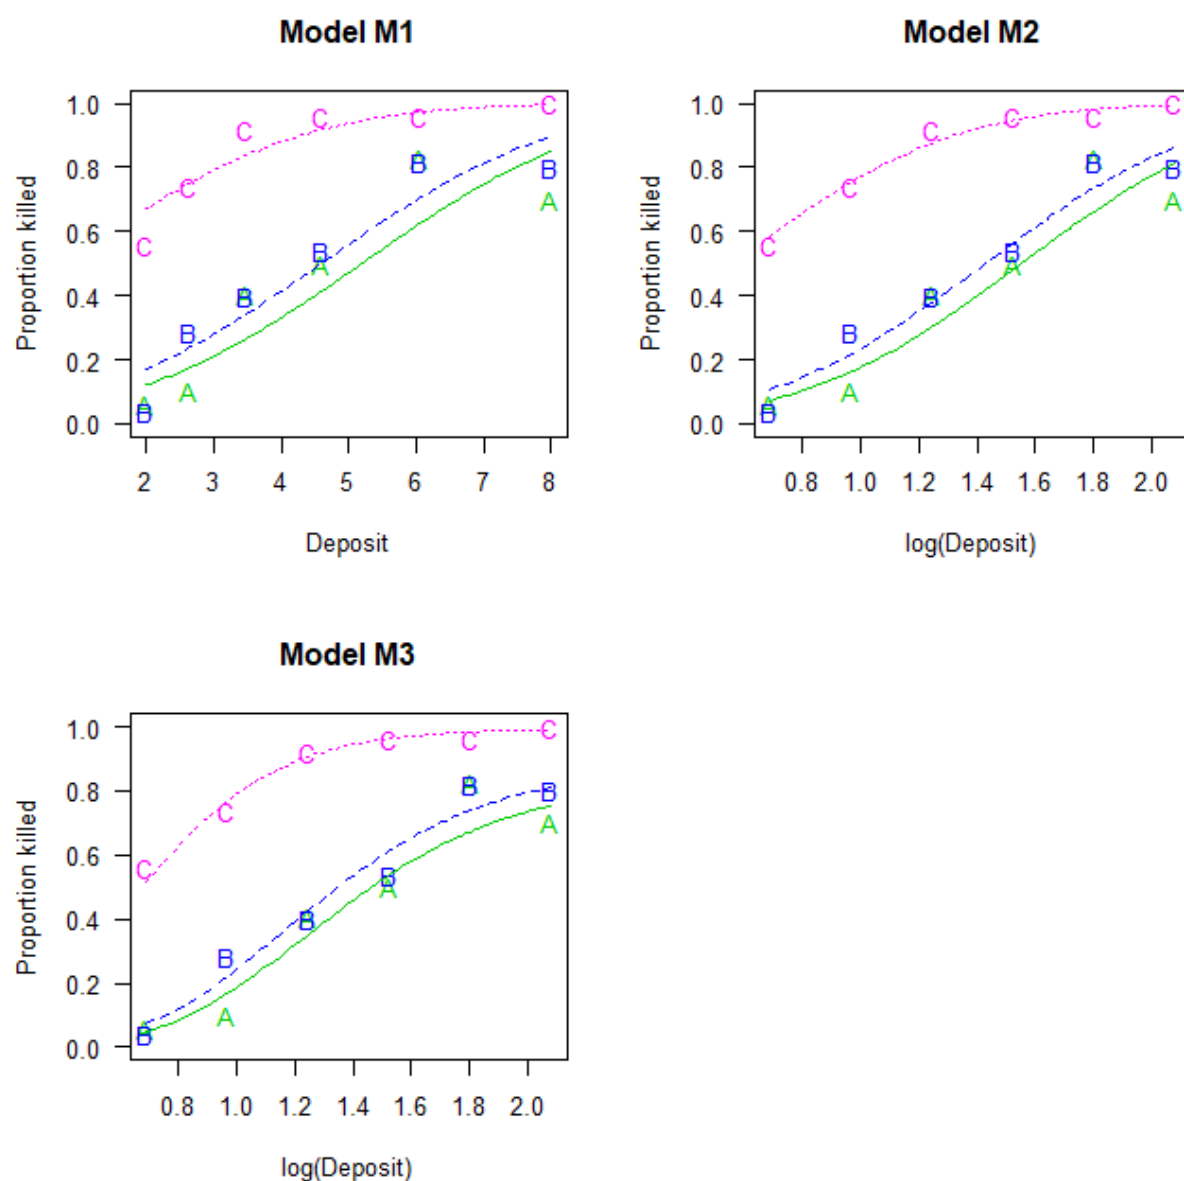 Model M1
Proportion killed
1.0
0.8
0.6
0.4
0.2
0.0
C C C C C C
B B B B B B
A A A A A A
2 3 4 5 6 7 8
Deposit
Model M2
Proportion killed
1.0
0.8
0.6
0.4
0.2
0.0
C C C C C C
B B B B B B
A A A A A A
0.8 1.0 1.2 1.4 1.6 1.8 2.0
log(Deposit)
Model M3
Proportion killed
1.0
0.8
0.6
0.4
0.2
0.0
C C C C C C
B B B B B B
A A A A A A
0.8 1.0 1.2 1.4 1.6 1.8 2.0
log(Deposit)